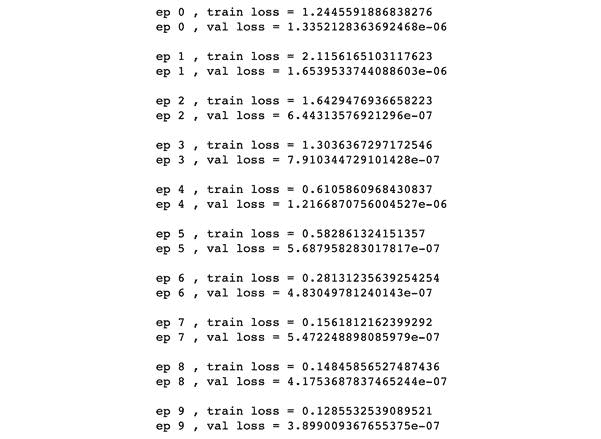 ep 0 , train loss = 1.2445591886838276
ep 0 , val loss = 1.3352128363692468e-06
ep 1 , train loss = 2.1156165103117623
ep 1 , val loss = 1.6539533744088603e-06
ep 2 , train loss = 1.6429476936658223
ep 2 , val loss = 6.44313576921296e-07
ep 3 , train loss = 1.3036367297172546
ep 3 , val loss = 7.910344729101428e-07
ep 4 , train loss = 0.6105860968430837
ep 4 , val loss = 1.2166870756004527e-06
ep 5 , train loss = 0.582861324151357
ep 5 , val loss = 5.687958283017817e-07
ep 6 , train loss = 0.28131235639254254
ep 6 , val loss = 4.83049781240143e-07
ep 7 , train loss = 0.1561812162399292
ep 7 , val loss = 5.472248898085979e-07
ep 8 , train loss = 0.14845856527487436
ep 8 , val loss = 4.1753687837465244e-07
ep 9 , train loss = 0.1285532539089521
ep 9 , val loss = 3.899009367655375e-07